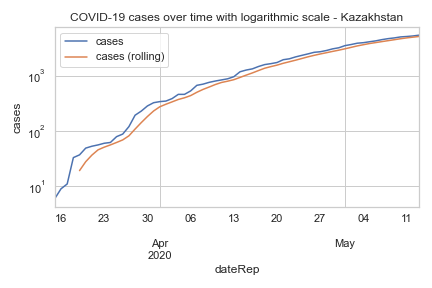 COVID-19 cases over time with logarithmic scale - Kazakhstan
cases
cases (rolling)
10³
10²
10¹
cases
16 23 30 06 13 20 27 04 11
Apr May
2020
dateRep